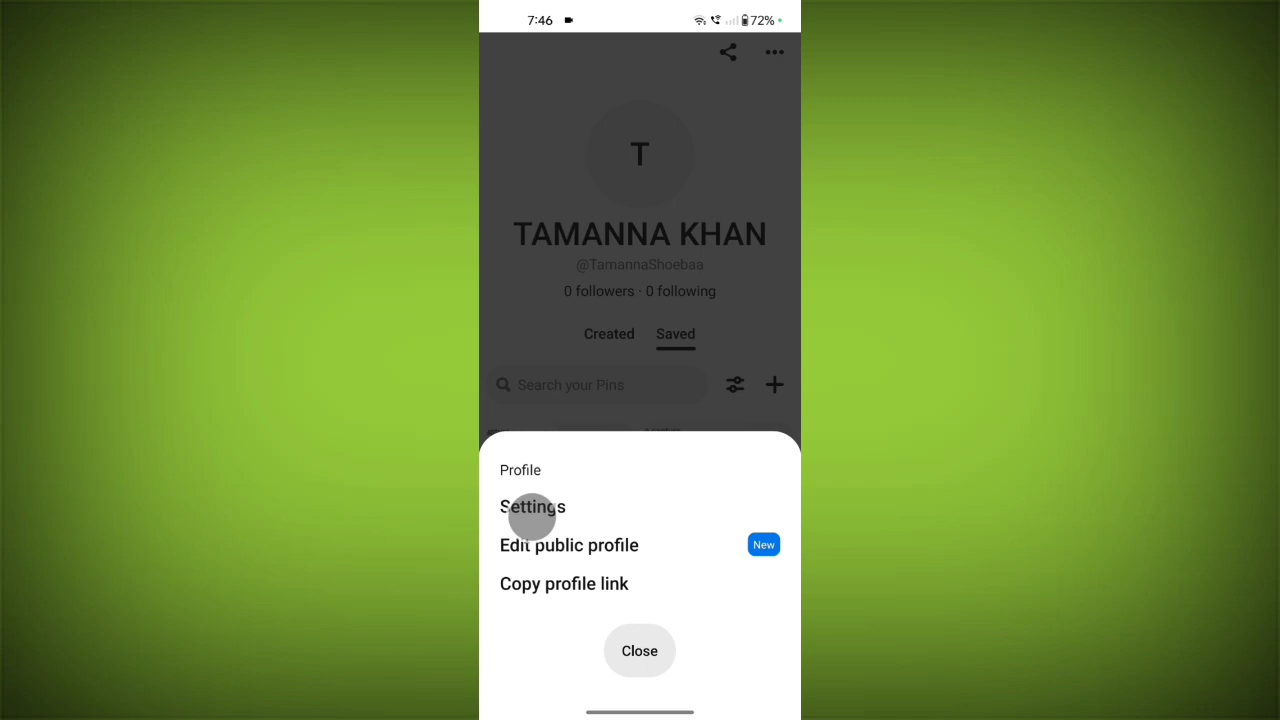 7:46
72%
T
TAMANNA KHAN
@TamannaShoebaa
0 followers · 0 following
Created Saved
Search your Pins
Profile
Settings
Edit public profile New
Copy profile link
Close